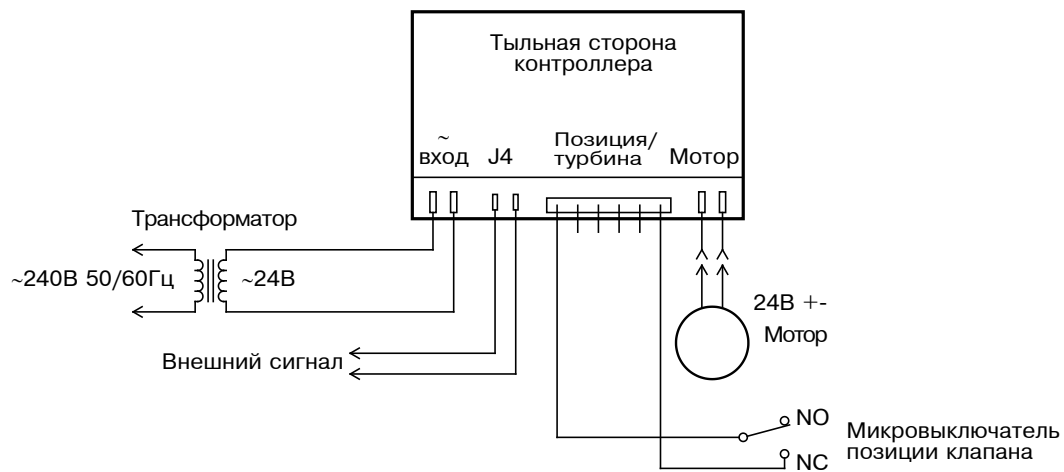 Тыльная сторона
контроллера
~
вход
J4
Позиция/
турбина
Мотор
Трансформатор
~240В 50/60Гц
~24В
24В +-
Мотор
Внешний сигнал
NO
NC
Микровыключатель
позиции клапана